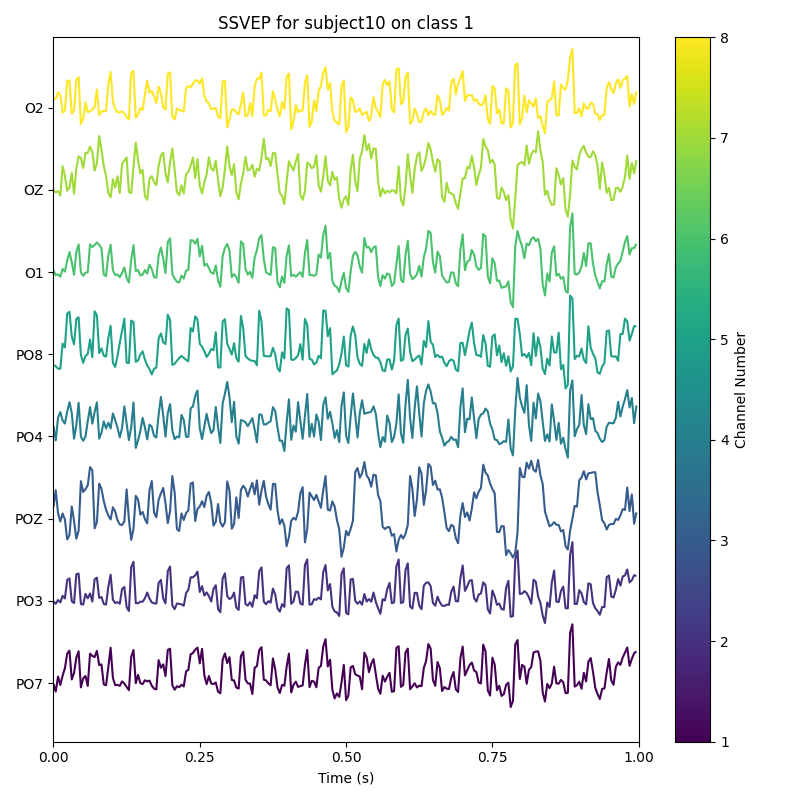 SSVEP for subject10 on class 1
O2
OZ
O1
PO8
PO4
POZ
PO3
PO7
0.00 0.25 0.50 0.75 1.00
Time (s)
8
7
6
5
4
3
2
1
Channel Number